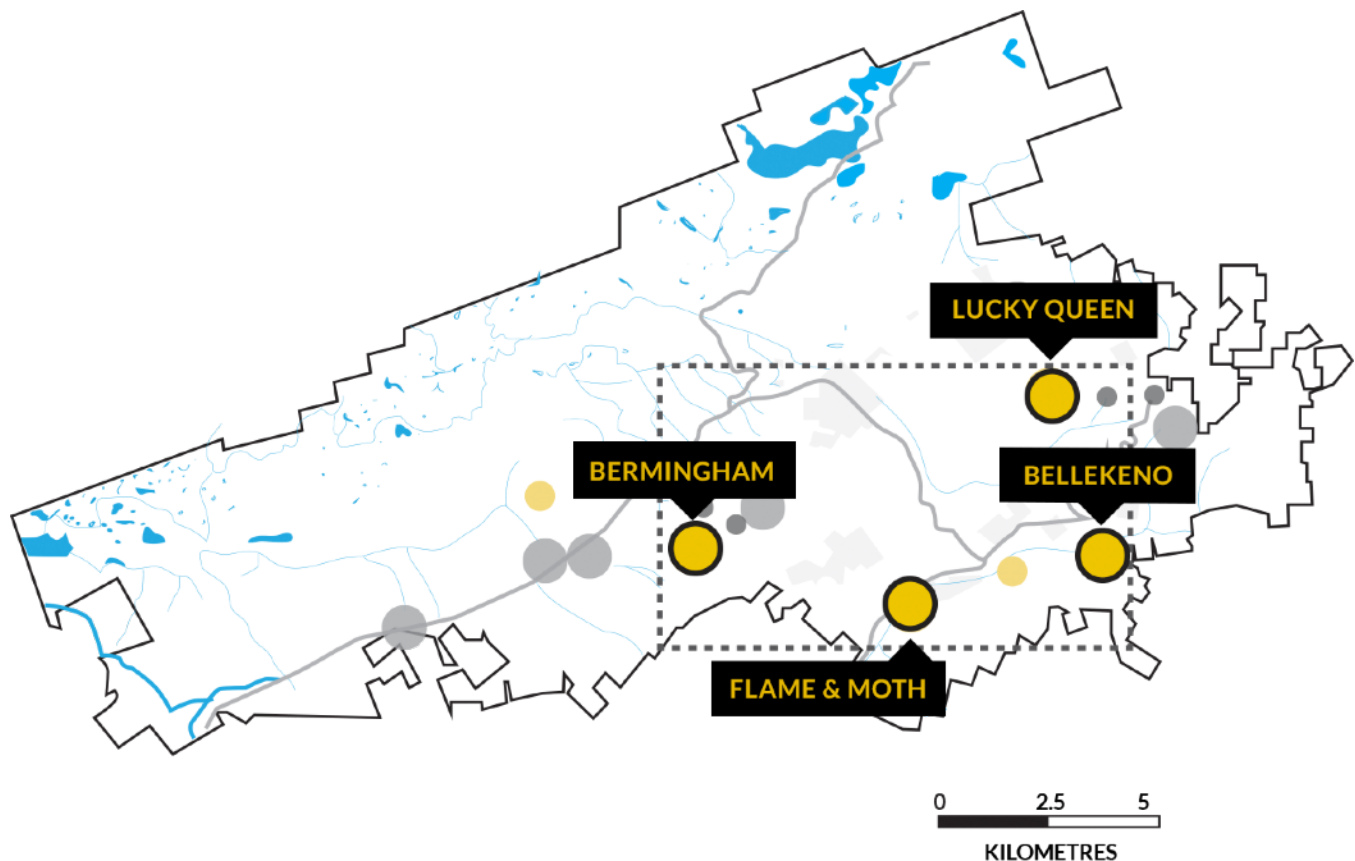 LUCKY QUEEN
BERMINGHAM
BELLEKENO
FLAME & MOTH
0 2.5 5
KILOMETRES